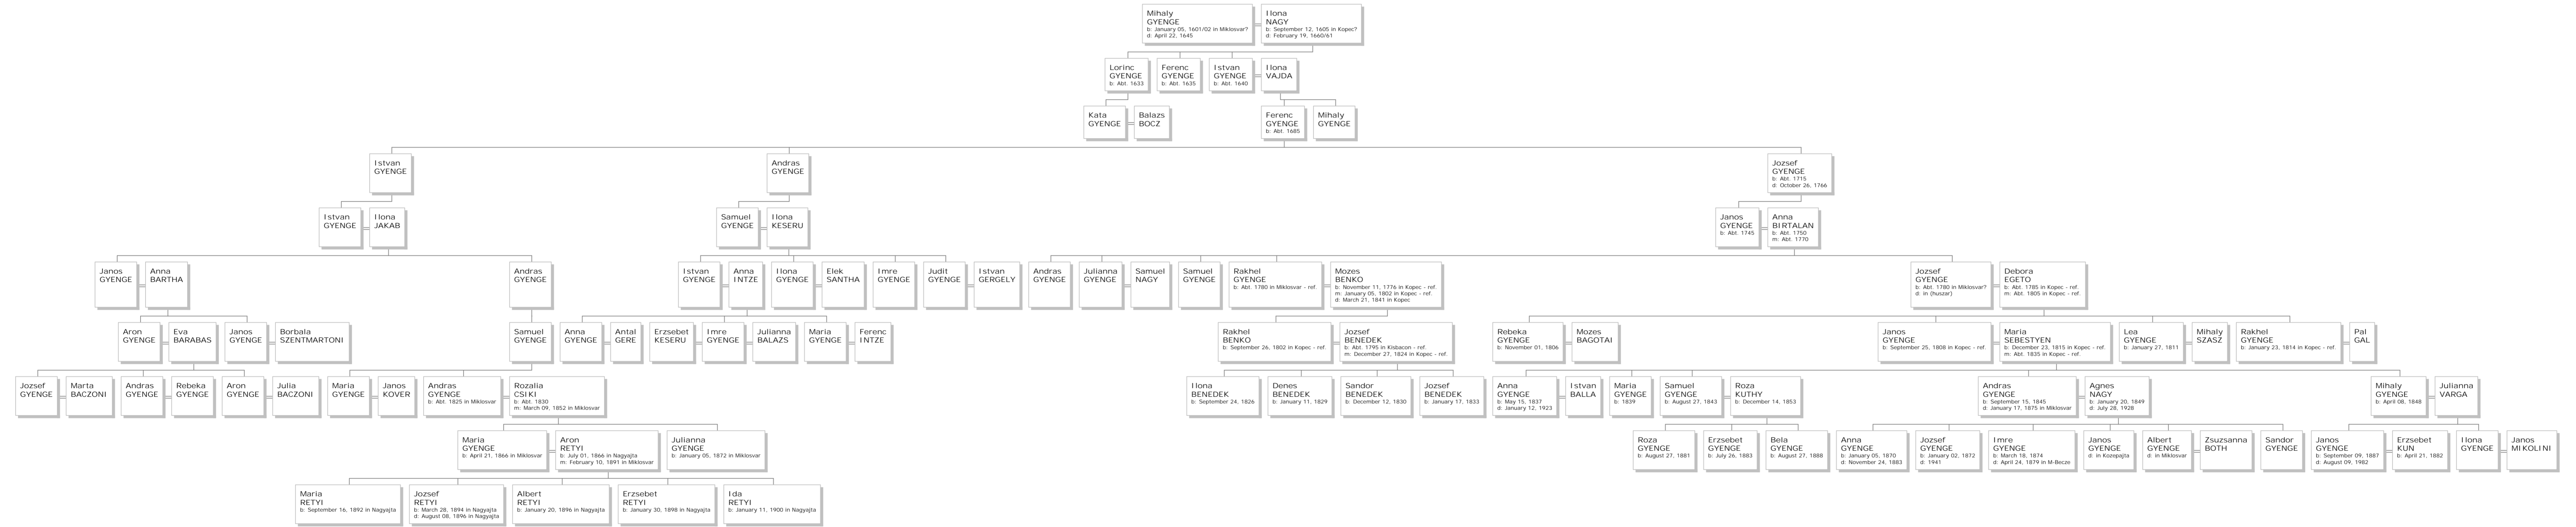 Mihaly
GYENGE
b: January 05, 1601/02 in Miklosvar?
d: April 22, 1645
Ilona
NAGY
b: September 12, 1605 in Kopec?
d: February 19, 1660/61
Lorinc
GYENGE
b: Abt. 1633
Ferenc
GYENGE
b: Abt. 1635
Istvan
GYENGE
b: Abt. 1640
Ilona
VAJDA
Kata
GYENGE
Balazs
BOCZ
Ferenc
GYENGE
b: Abt. 1685
Mihaly
GYENGE
Istvan
GYENGE
Andras
GYENGE
Jozsef
GYENGE
b: Abt. 1715
d: October 26, 1766
Istvan
GYENGE
Ilona
JAKAB
Samuel
GYENGE
Ilona
KESERU
Janos
GYENGE
b: Abt. 1745
Anna
BIRTALAN
b: Abt. 1750
m: Abt. 1770
Janos
GYENGE
Anna
BARTHA
Andras
GYENGE
Istvan
GYENGE
Anna
INTZE
Ilona
GYENGE
Elek
SANTHA
Imre
GYENGE
Judit
GYENGE
Istvan
GERGELY
Andras
GYENGE
Julianna
GYENGE
Samuel
NAGY
Samuel
GYENGE
Rakhel
GYENGE
b: Abt. 1780 in Miklosvar - ref.
Mozes
BENKO
b: November 11, 1776 in Kopec - ref.
m: January 05, 1802 in Kopec - ref.
d: March 21, 1841 in Kopec
Jozsef
GYENGE
b: Abt. 1780 in Miklosvar?
d: in (huszar)
Debora
EGETO
b: Abt. 1785 in Kopec - ref.
m: Abt. 1805 in Kopec - ref.
Aron
GYENGE
Eva
BARABAS
Janos
GYENGE
Borbala
SZENTMARTONI
Samuel
GYENGE
Anna
GYENGE
Antal
GERE
Erzsebet
KESERU
Imre
GYENGE
Julianna
BALAZS
Maria
GYENGE
Ferenc
INTZE
Rakhel
BENKO
b: September 26, 1802 in Kopec - ref.
Jozsef
BENEDEK
b: Abt. 1795 in Kisbacon - ref.
m: December 27, 1824 in Kopec - ref.
Rebeka
GYENGE
b: November 01, 1806
Mozes
BAGOTAI
Janos
GYENGE
b: September 25, 1808 in Kopec - ref.
Maria
SEBESTYEN
b: December 23, 1815 in Kopec - ref.
m: Abt. 1835 in Kopec - ref.
Lea
GYENGE
b: January 27, 1811
Mihaly
SZASZ
Rakhel
GYENGE
b: January 23, 1814 in Kopec - ref.
Pal
GAL
Jozsef
GYENGE
Marta
BACZONI
Andras
GYENGE
Rebeka
GYENGE
Aron
GYENGE
Julia
BACZONI
Maria
GYENGE
Janos
KOVER
Andras
GYENGE
b: Abt. 1825 in Miklosvar
Rozalia
CSIKI
b: Abt. 1830
m: March 09, 1852 in Miklosvar
Ilona
BENEDEK
b: September 24, 1826
Denes
BENEDEK
b: January 11, 1829
Sandor
BENEDEK
b: December 12, 1830
Jozsef
BENEDEK
b: January 17, 1833
Anna
GYENGE
b: May 15, 1837
d: January 12, 1923
Istvan
BALLA
Maria
GYENGE
b: 1839
Samuel
GYENGE
b: August 27, 1843
Roza
KUTHY
b: December 14, 1853
Andras
GYENGE
b: September 15, 1845
d: January 17, 1875 in Miklosvar
Agnes
NAGY
b: January 20, 1849
d: July 28, 1928
Mihaly
GYENGE
b: April 08, 1848
Julianna
VARGA
Maria
GYENGE
b: April 21, 1866 in Miklosvar
Aron
RETYI
b: July 01, 1866 in Nagyajta
m: February 10, 1891 in Miklosvar
Julianna
GYENGE
b: January 05, 1872 in Miklosvar
Roza
GYENGE
b: August 27, 1881
Erzsebet
GYENGE
b: July 26, 1883
Bela
GYENGE
b: August 27, 1888
Anna
GYENGE
b: January 05, 1870
d: November 24, 1883
Jozsef
GYENGE
b: January 02, 1872
d: 1941
Imre
GYENGE
b: March 18, 1874
d: April 24, 1879 in M-Becze
Janos
GYENGE
d: in Kozepajta
Albert
GYENGE
d: in Miklosvar
Zsuzsanna
BOTH
Sandor
GYENGE
Janos
GYENGE
b: September 09, 1887
d: August 09, 1982
Erzsebet
KUN
b: April 21, 1882
Ilona
GYENGE
Janos
MIKOLINI
Maria
RETYI
b: September 16, 1892 in Nagyajta
Jozsef
RETYI
b: March 28, 1894 in Nagyajta
d: August 08, 1896 in Nagyajta
Albert
RETYI
b: January 20, 1896 in Nagyajta
Erzsebet
RETYI
b: January 30, 1898 in Nagyajta
Ida
RETYI
b: January 11, 1900 in Nagyajta